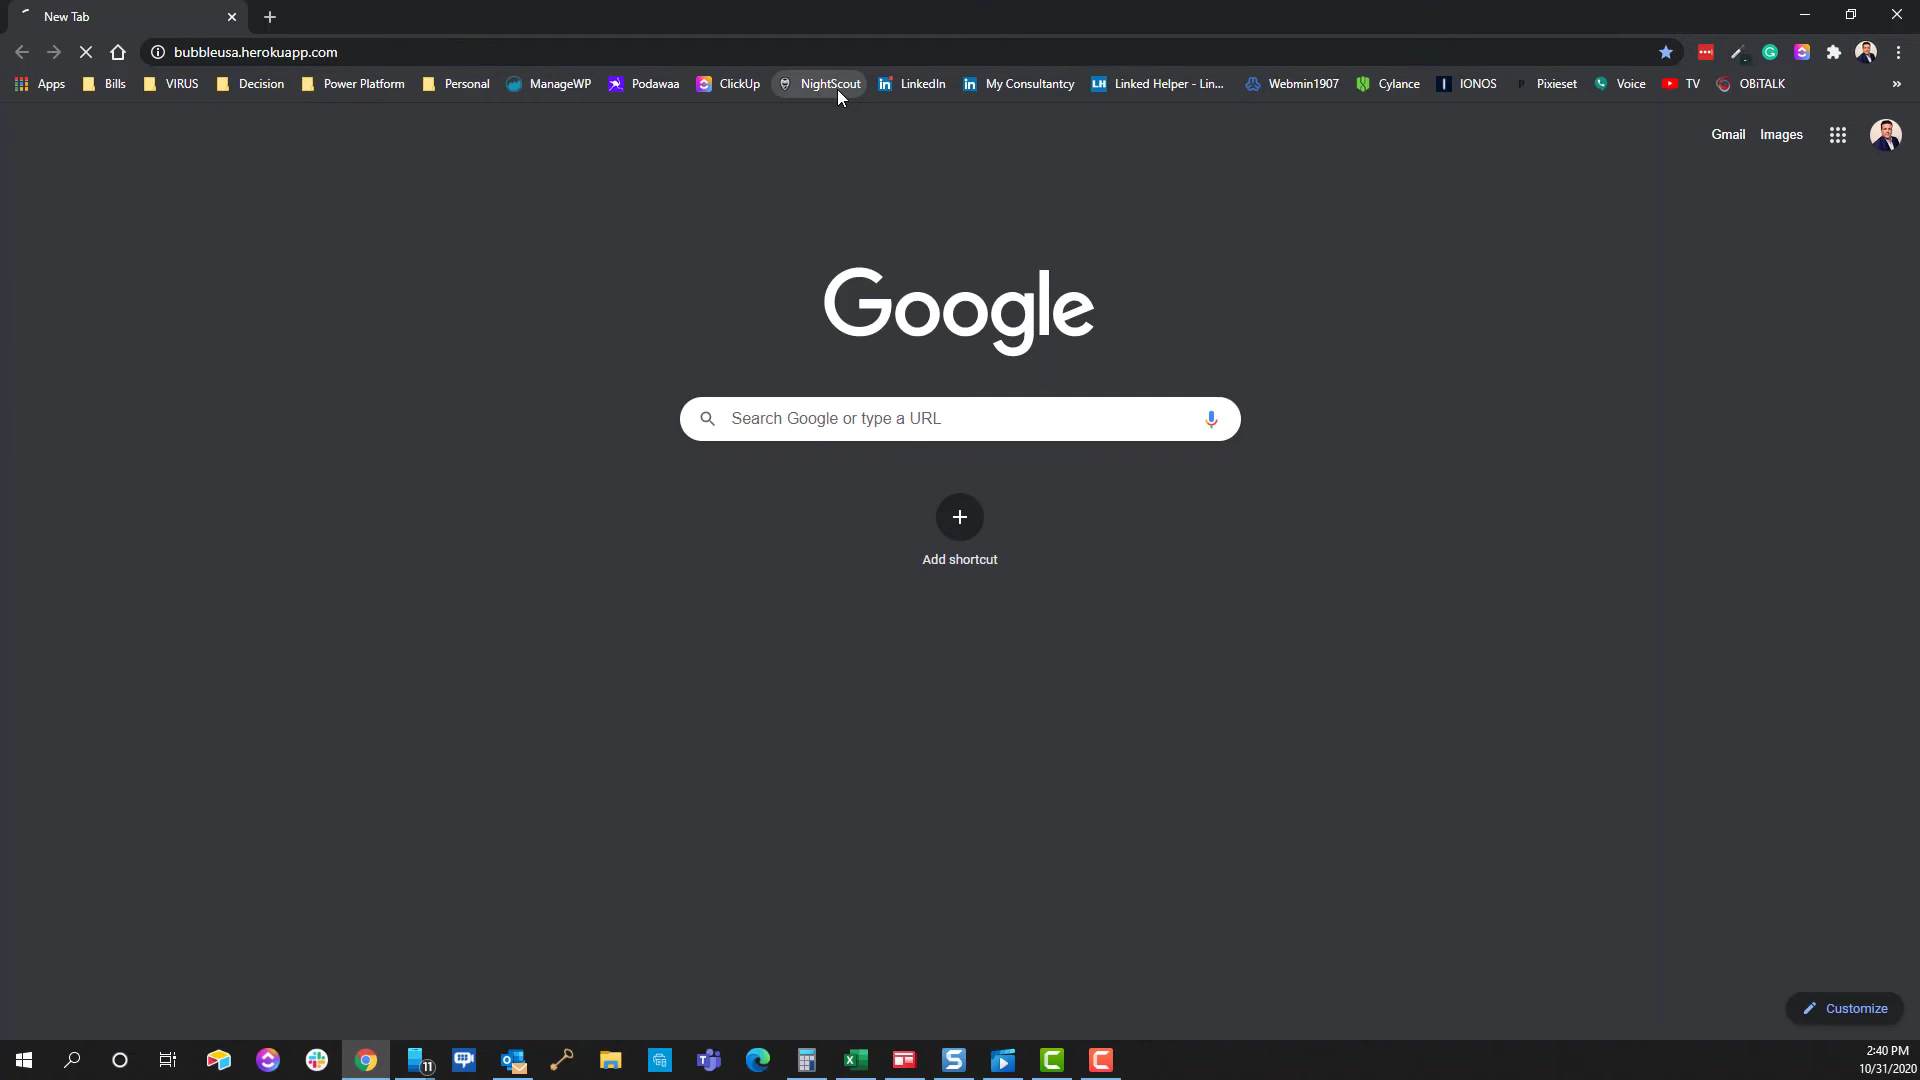 New Tab
bubbleusa.herokuapp.com
Apps Bills VIRUS Decision Power Platform Personal ManageWP Podawaa ClickUp NightScout LinkedIn My Consultantcy LH Linked Helper - Lin... Webmin1907 Cylance IONOS Pixieset Voice TV OBiTALK »
Gmail Images
Google
Search Google or type a URL
Add shortcut
Customize
11
2:40 PM
10/31/2020